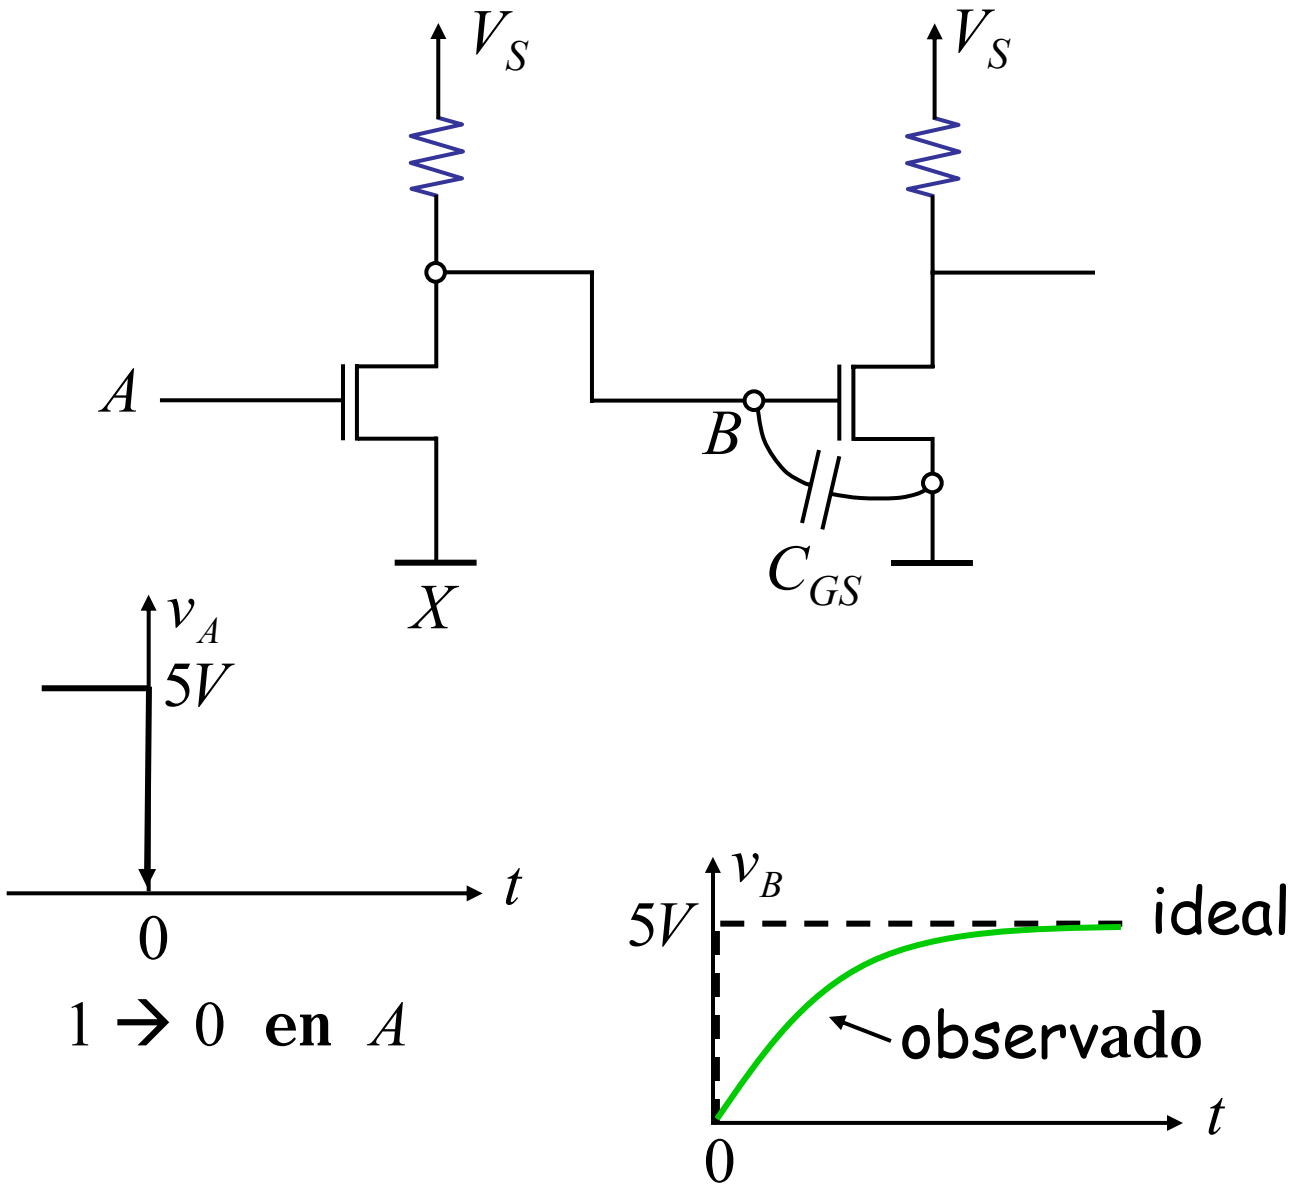 V_S
V_S
A
B
C_GS
X
v_A
5V
t
0
1 → 0 en A
v_B
5V
ideal
observado
t
0